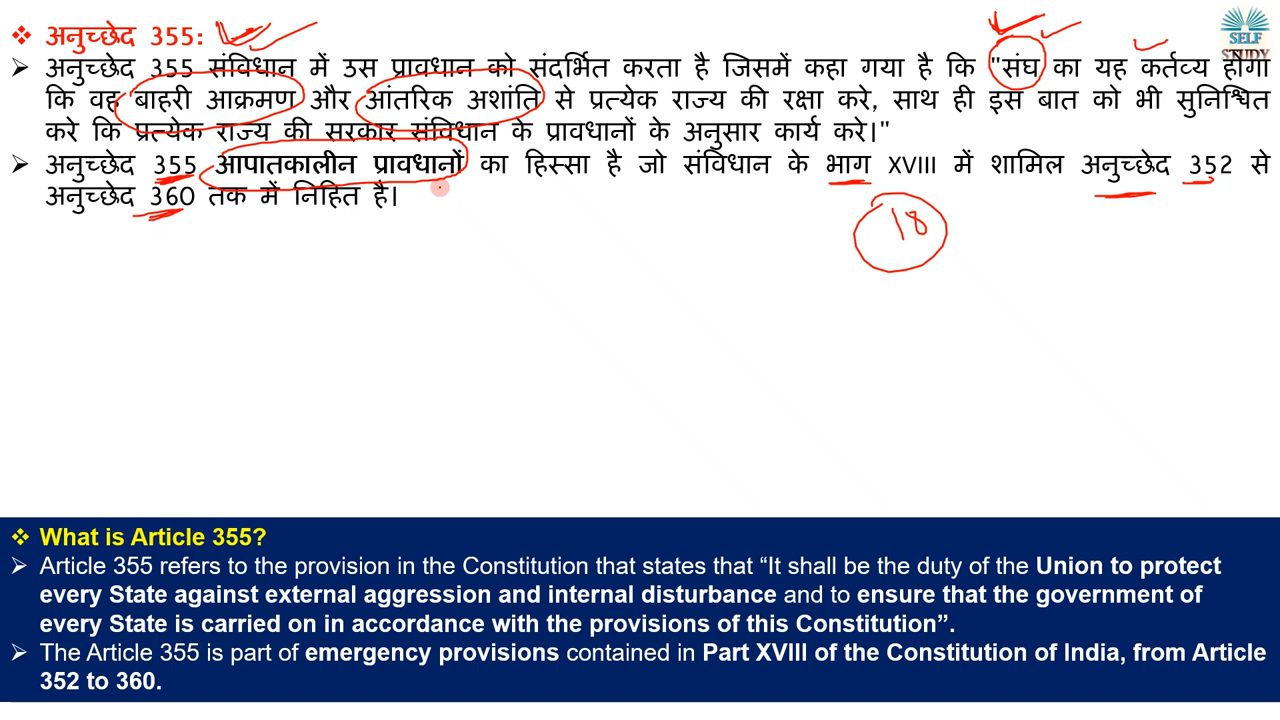 ❖ अनुच्छेद 355:
➢ अनुच्छेद 355 संविधान में उस प्रावधान को संदर्भित करता है जिसमें कहा गया है कि "संघ का यह कर्तव्य होगा
कि वह बाहरी आक्रमण और आंतरिक अशांति से प्रत्येक राज्य की रक्षा करे, साथ ही इस बात को भी सुनिश्चित
करे कि प्रत्येक राज्य की सरकार संविधान के प्रावधानों के अनुसार कार्य करे।"
➢ अनुच्छेद 355 आपातकालीन प्रावधानों का हिस्सा है जो संविधान के भाग XVIII में शामिल अनुच्छेद 352 से
अनुच्छेद 360 तक में निहित है।
18
SELF
STUDY
❖ What is Article 355?
➢ Article 355 refers to the provision in the Constitution that states that “It shall be the duty of the Union to protect
every State against external aggression and internal disturbance and to ensure that the government of
every State is carried on in accordance with the provisions of this Constitution”.
➢ The Article 355 is part of emergency provisions contained in Part XVIII of the Constitution of India, from Article
352 to 360.